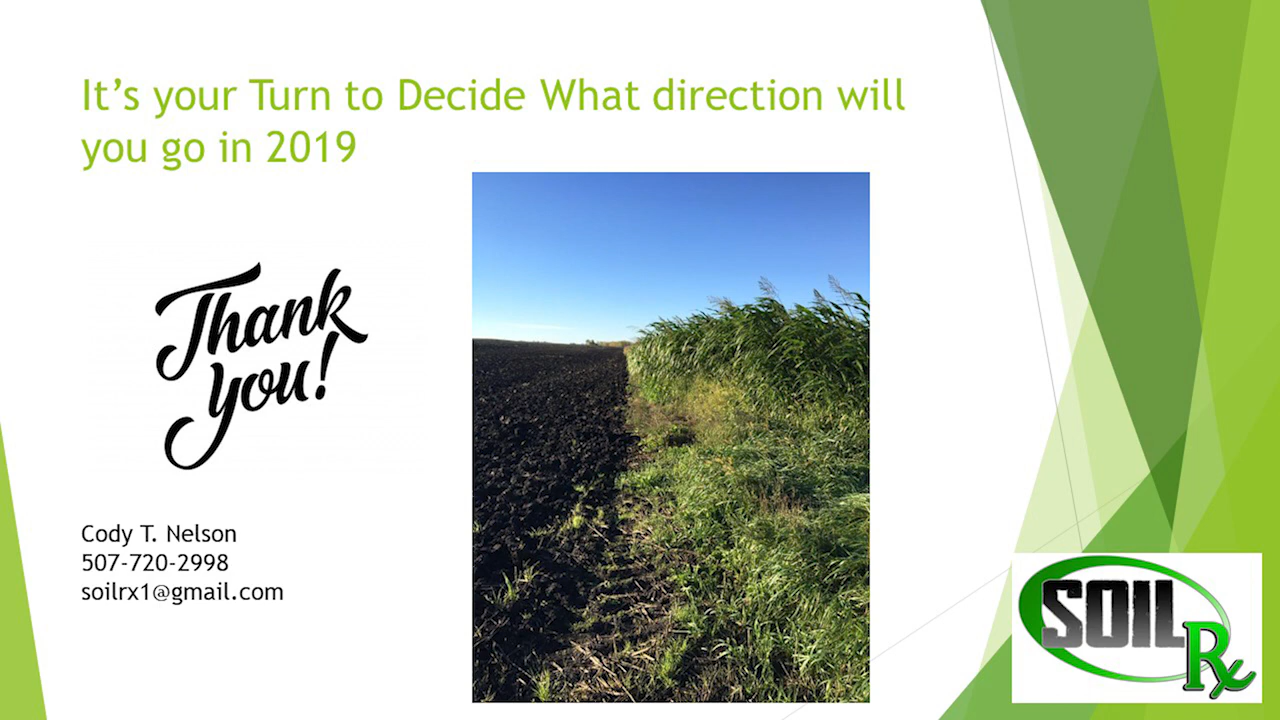 It's your Turn to Decide What direction will
you go in 2019
Thank
you!
Cody T. Nelson
507-720-2998
soilrx1@gmail.com
SOIL
Rx